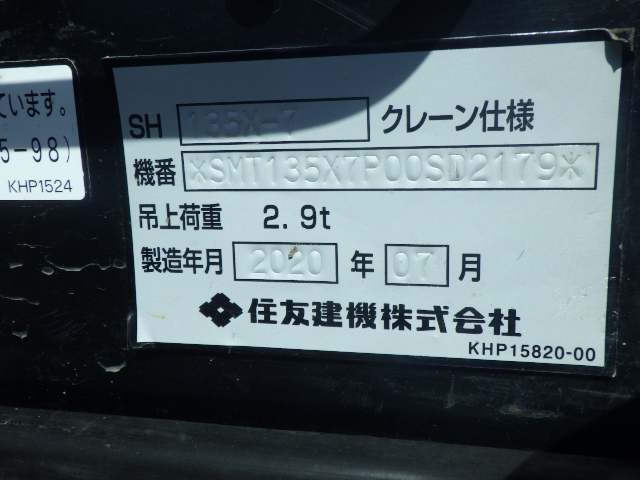 ています。
5-98)
KHP1524
SH 135X-7 クレーン仕様
機番 *SMT135X7P00SD2179*
吊上荷重 2.9t
製造年月 2020 年 07 月
住友建機株式会社
KHP15820-00